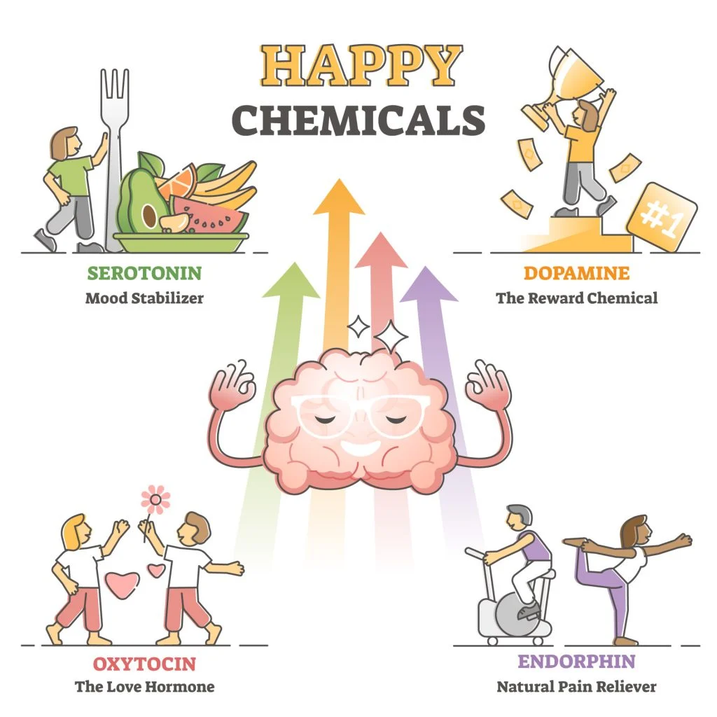 HAPPY
CHEMICALS
#1
SEROTONIN
Mood Stabilizer
DOPAMINE
The Reward Chemical
OXYTOCIN
The Love Hormone
ENDORPHIN
Natural Pain Reliever